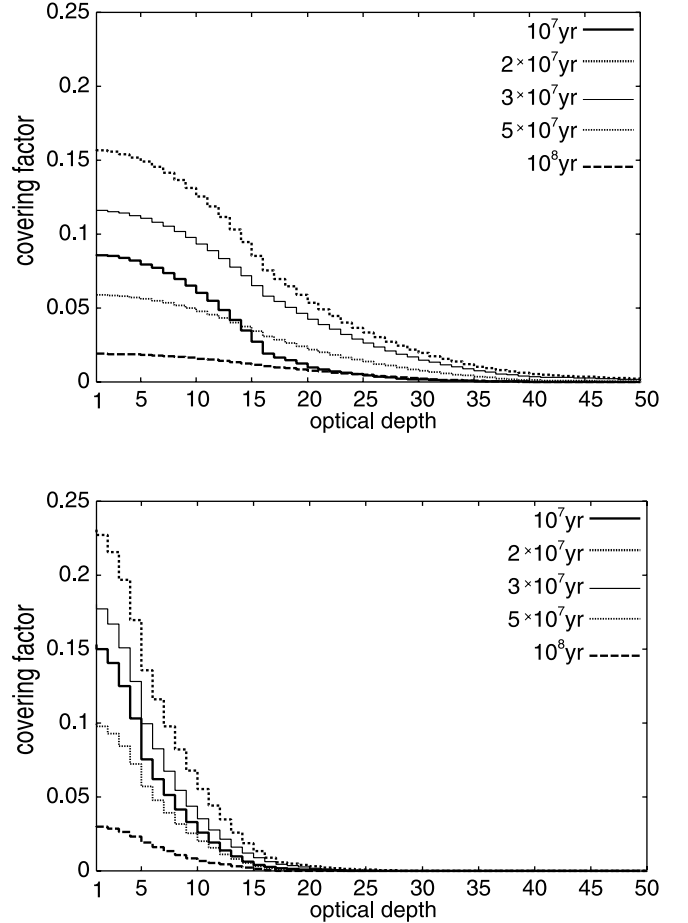 0.25
0.2
0.15
0.1
0.05
0
covering factor
10⁷yr
2×10⁷yr
3×10⁷yr
5×10⁷yr
10⁸yr
1 5 10 15 20 25 30 35 40 45 50
optical depth
0.25
0.2
0.15
0.1
0.05
0
covering factor
10⁷yr
2×10⁷yr
3×10⁷yr
5×10⁷yr
10⁸yr
1 5 10 15 20 25 30 35 40 45 50
optical depth